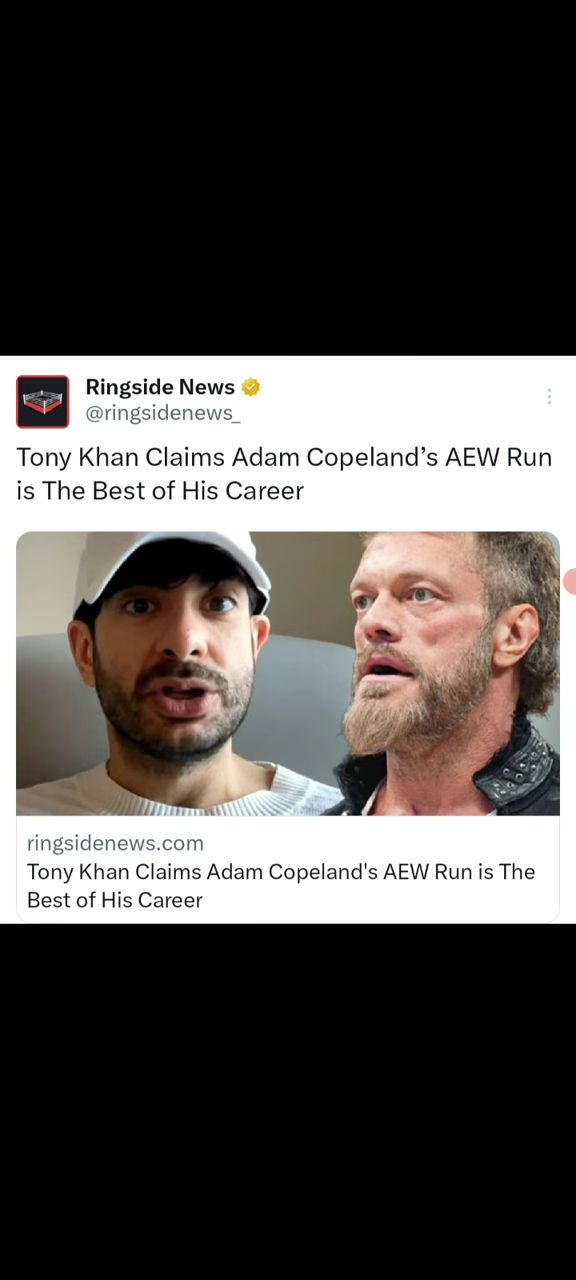 Ringside News
@ringsidenews_
Tony Khan Claims Adam Copeland’s AEW Run
is The Best of His Career
ringsidenews.com
Tony Khan Claims Adam Copeland's AEW Run is The
Best of His Career